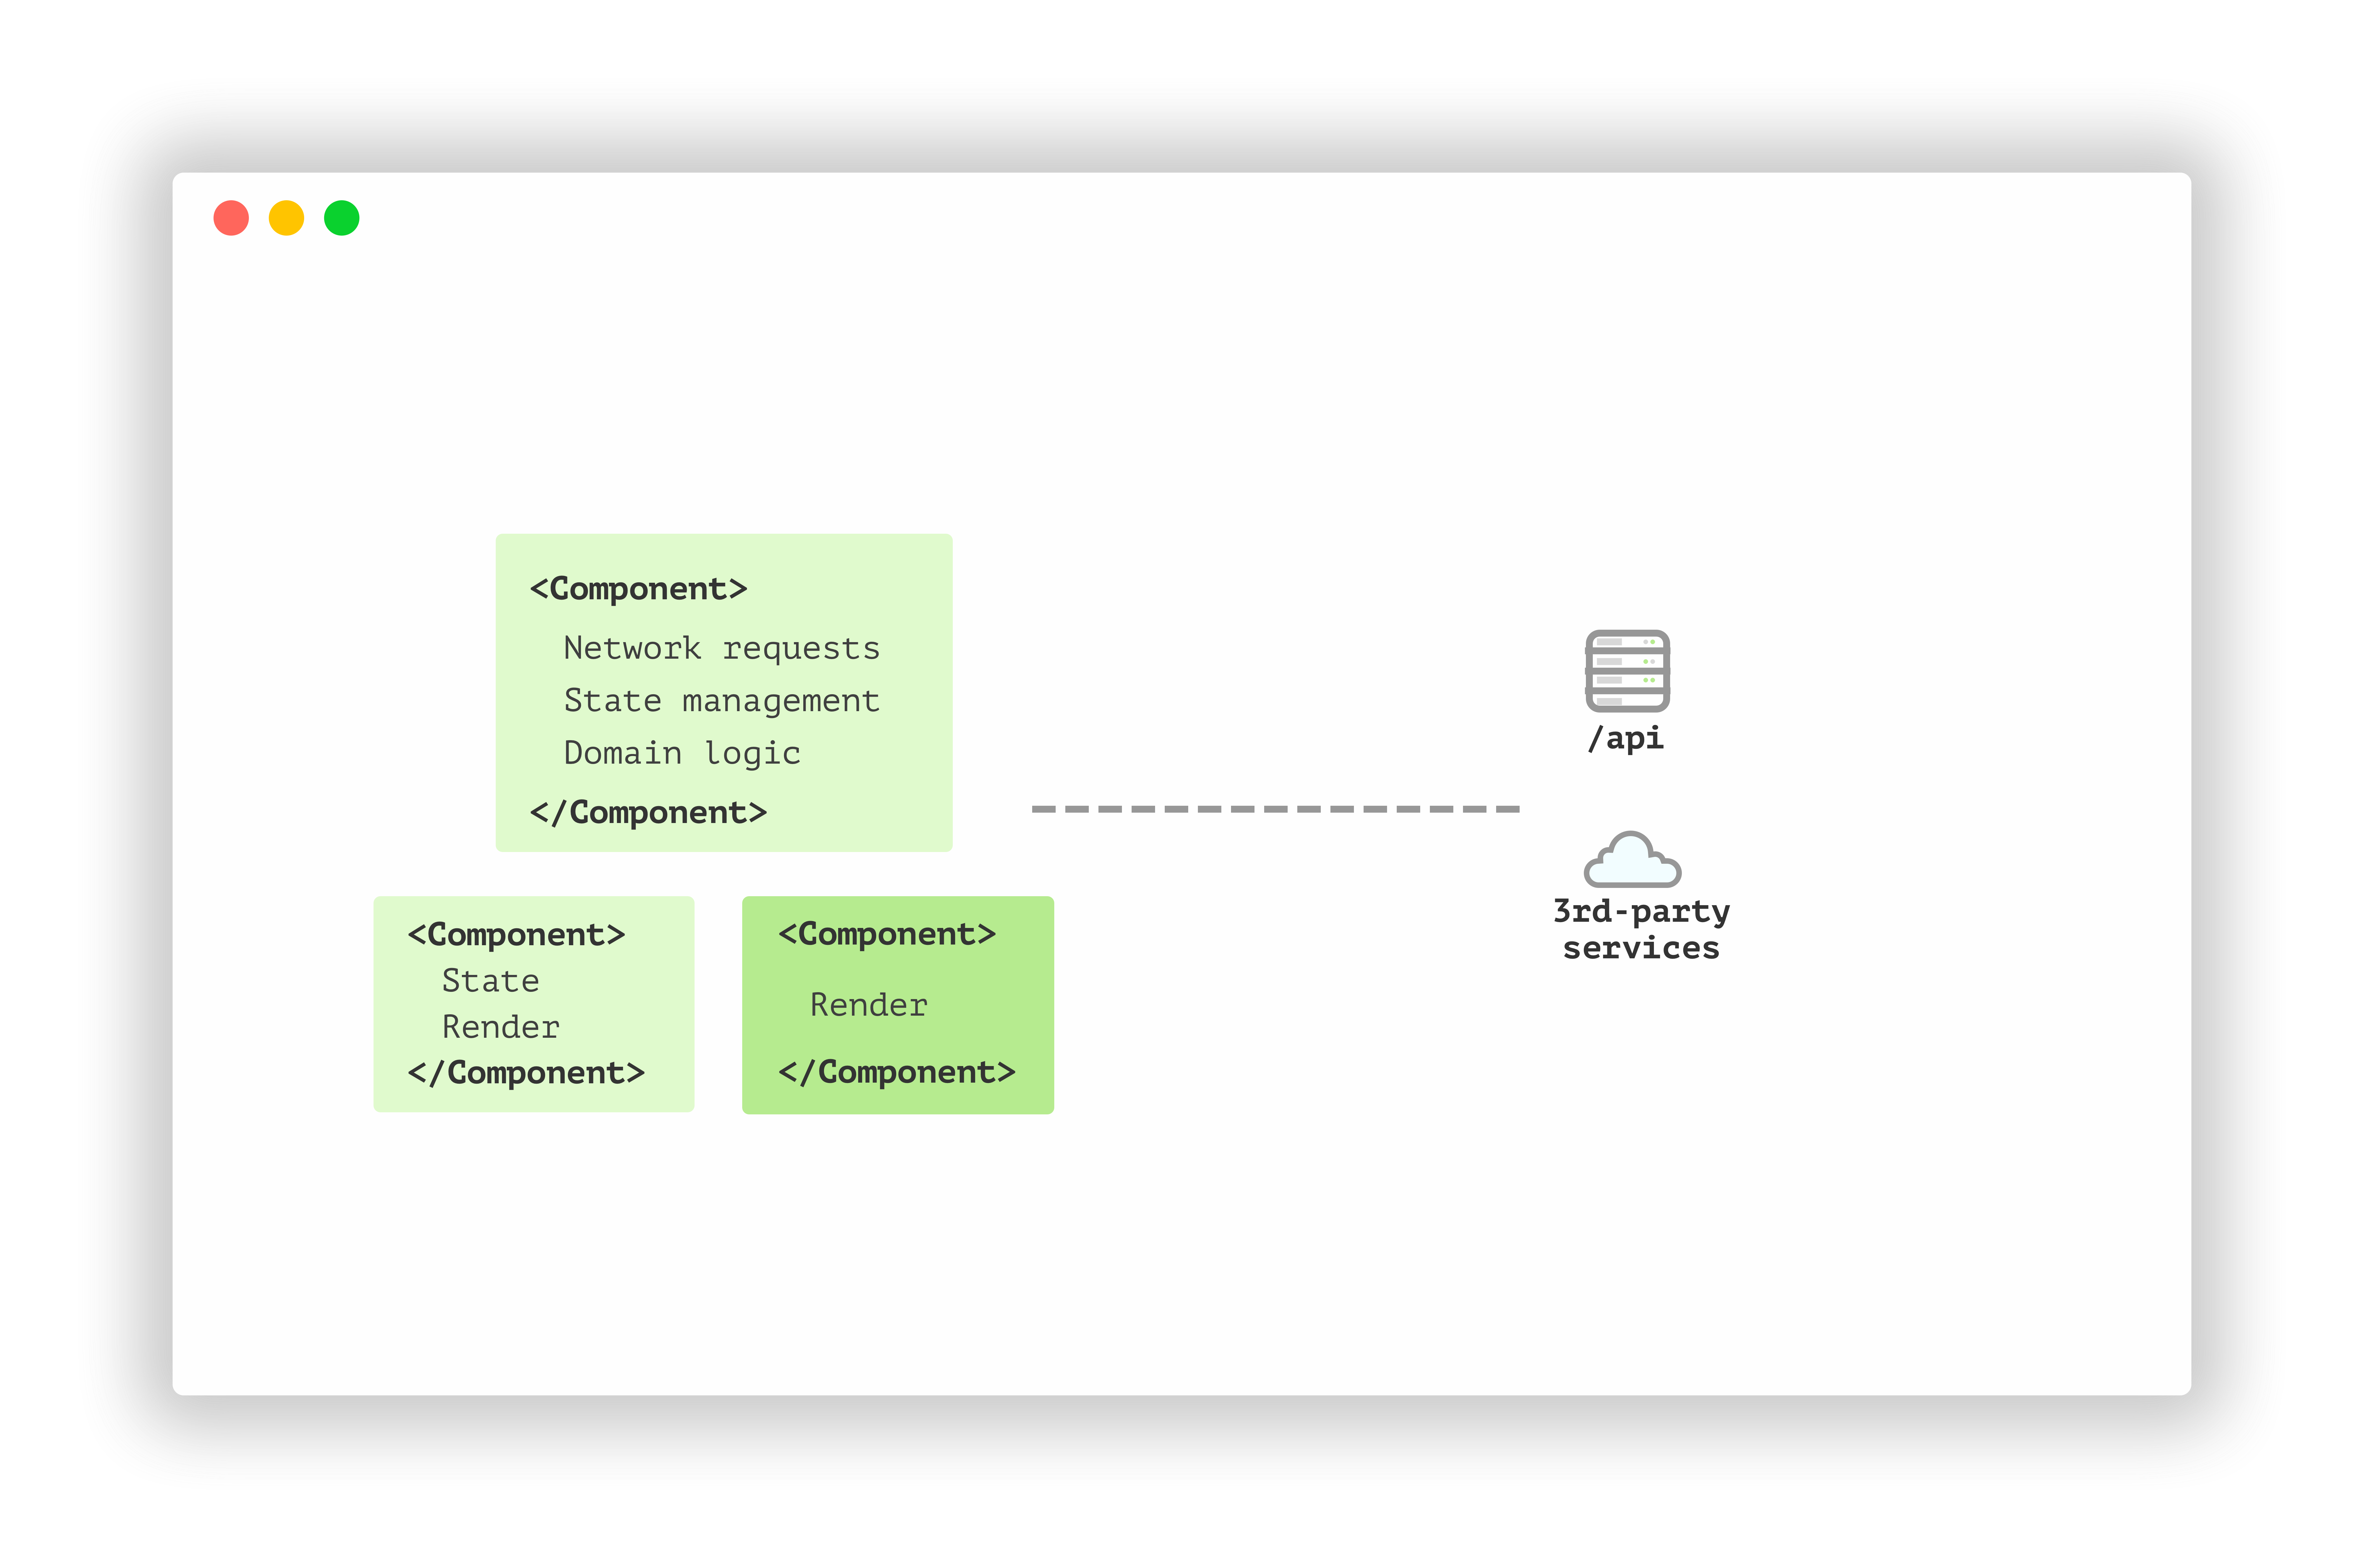 <Component>
Network requests
State management
Domain logic
</Component>
<Component>
State
Render
</Component>
<Component>
Render
</Component>
/api
3rd-party
services